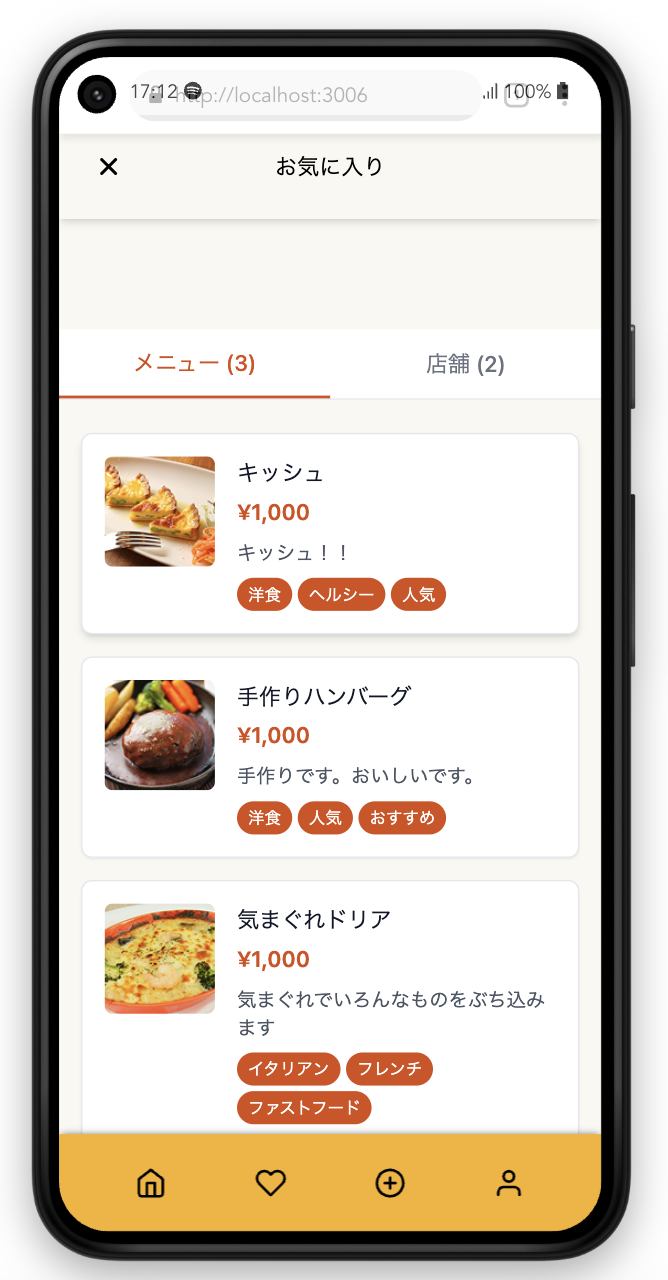 17:12 http://localhost:3006 100%
お気に入り
メニュー (3) 店舗 (2)
キッシュ
¥1,000
キッシュ！！
洋食 ヘルシー 人気
手作りハンバーグ
¥1,000
手作りです。おいしいです。
洋食 人気 おすすめ
気まぐれドリア
¥1,000
気まぐれでいろんなものをぶち込み
ます
イタリアン フレンチ
ファストフード